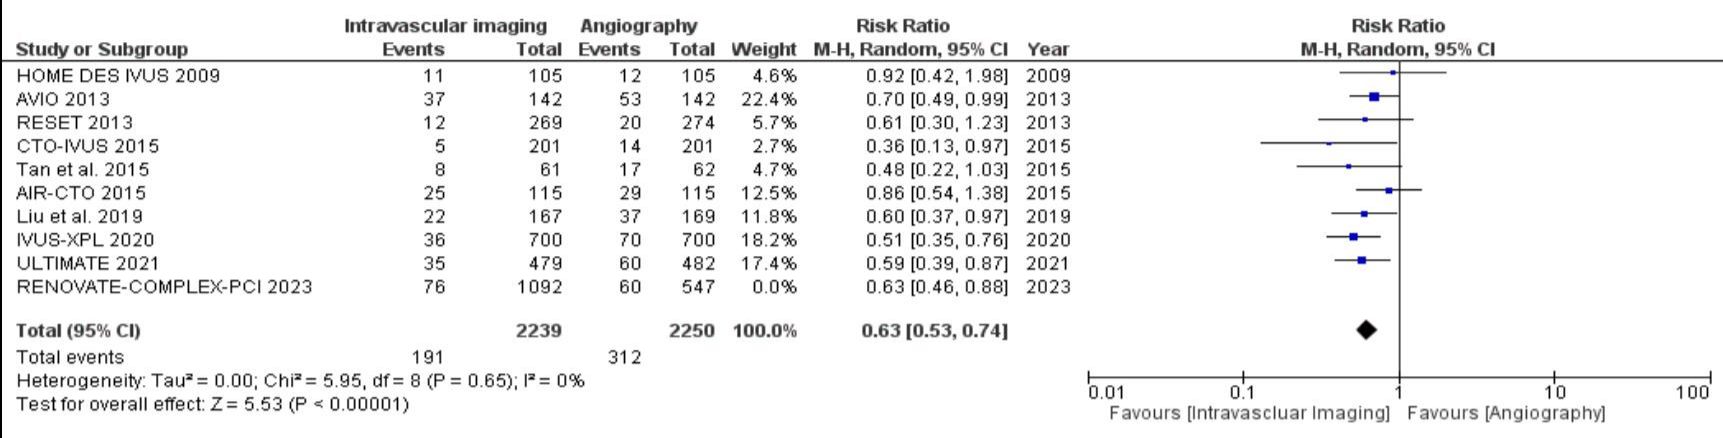 Intravascular imaging Angiography Risk Ratio Risk Ratio
Study or Subgroup Events Total Events Total Weight M-H, Random, 95% CI Year M-H, Random, 95% CI
HOME DES IVUS 2009 11 105 12 105 4.6% 0.92 [0.42, 1.98] 2009
AVIO 2013 37 142 53 142 22.4% 0.70 [0.49, 0.99] 2013
RESET 2013 12 269 20 274 5.7% 0.61 [0.30, 1.23] 2013
CTO-IVUS 2015 5 201 14 201 2.7% 0.36 [0.13, 0.97] 2015
Tan et al. 2015 8 61 17 62 4.7% 0.48 [0.22, 1.03] 2015
AIR-CTO 2015 25 115 29 115 12.5% 0.86 [0.54, 1.38] 2015
Liu et al. 2019 22 167 37 169 11.8% 0.60 [0.37, 0.97] 2019
IVUS-XPL 2020 36 700 70 700 18.2% 0.51 [0.35, 0.76] 2020
ULTIMATE 2021 35 479 60 482 17.4% 0.59 [0.39, 0.87] 2021
RENOVATE-COMPLEX-PCI 2023 76 1092 60 547 0.0% 0.63 [0.46, 0.88] 2023
Total (95% CI) 2239 2250 100.0% 0.63 [0.53, 0.74]
Total events 191 312
Heterogeneity: Tau² = 0.00; Chi² = 5.95, df = 8 (P = 0.65); I² = 0%
Test for overall effect: Z = 5.53 (P < 0.00001)
0.01 0.1 1 10 100
Favours [Intravascluar Imaging] Favours [Angiography]